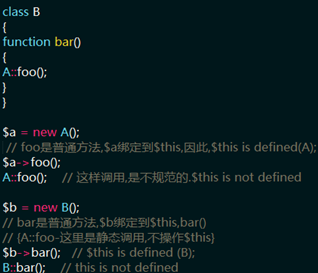 class B
{
function bar()
{
A::foo();
}
}
$a = new A();
// foo是普通方法,$a绑定到$this,因此,$this is defined(A);
$a->foo();
A::foo();    // 这样调用,是不规范的.$this is not defined
$b = new B();
// bar是普通方法,$b绑定到$this,bar()
// {A::foo-这里是静态调用,不操作$this}
$b->bar();   // $this is defined (B);
B::bar();    // this is not defined